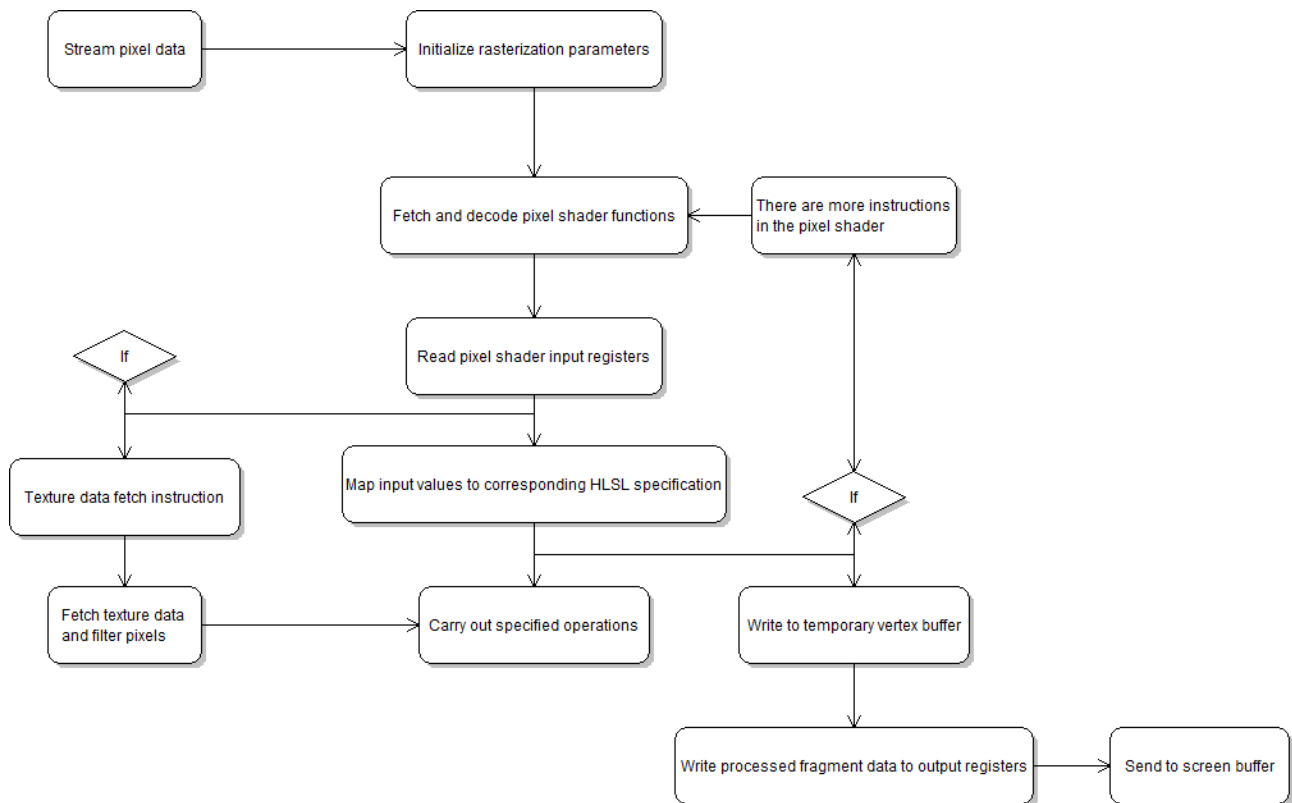 Stream pixel data
Initialize rasterization parameters
Fetch and decode pixel shader functions
There are more instructions
in the pixel shader
Read pixel shader input registers
If
Texture data fetch instruction
Map input values to corresponding HLSL specification
If
Fetch texture data
and filter pixels
Carry out specified operations
Write to temporary vertex buffer
Write processed fragment data to output registers
Send to screen buffer